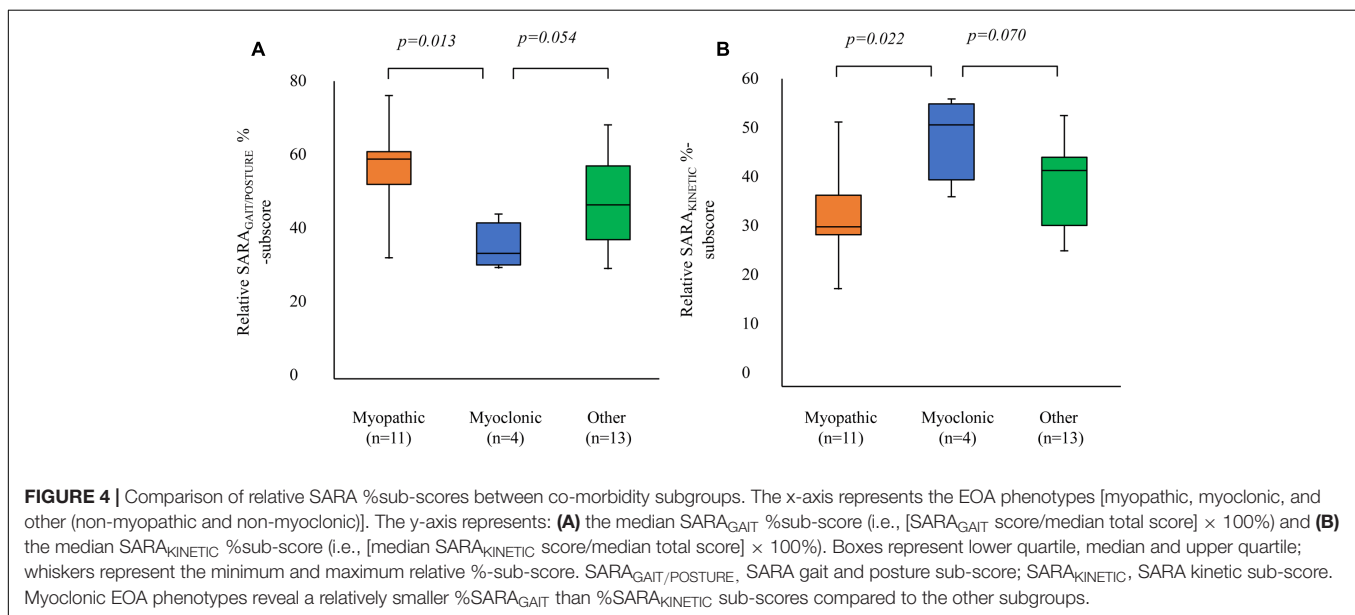 A
p=0.013
p=0.054
Relative SARAGAIT/POSTURE %
-subscore
80
60
40
20
0
Myopathic
(n=11)
Myoclonic
(n=4)
Other
(n=13)
B
p=0.022
p=0.070
Relative SARAKINETIC %-
subscore
60
50
40
30
20
10
0
Myopathic
(n=11)
Myoclonic
(n=4)
Other
(n=13)
FIGURE 4 | Comparison of relative SARA %sub-scores between co-morbidity subgroups. The x-axis represents the EOA phenotypes [myopathic, myoclonic, and
other (non-myopathic and non-myoclonic)]. The y-axis represents: (A) the median SARAGAIT %sub-score (i.e., [SARAGAIT score/median total score] × 100%) and (B)
the median SARAKINETIC %sub-score (i.e., [median SARAKINETIC score/median total score] × 100%). Boxes represent lower quartile, median and upper quartile;
whiskers represent the minimum and maximum relative %-sub-score. SARAGAIT/POSTURE, SARA gait and posture sub-score; SARAKINETIC, SARA kinetic sub-score.
Myoclonic EOA phenotypes reveal a relatively smaller %SARAGAIT than %SARAKINETIC sub-scores compared to the other subgroups.